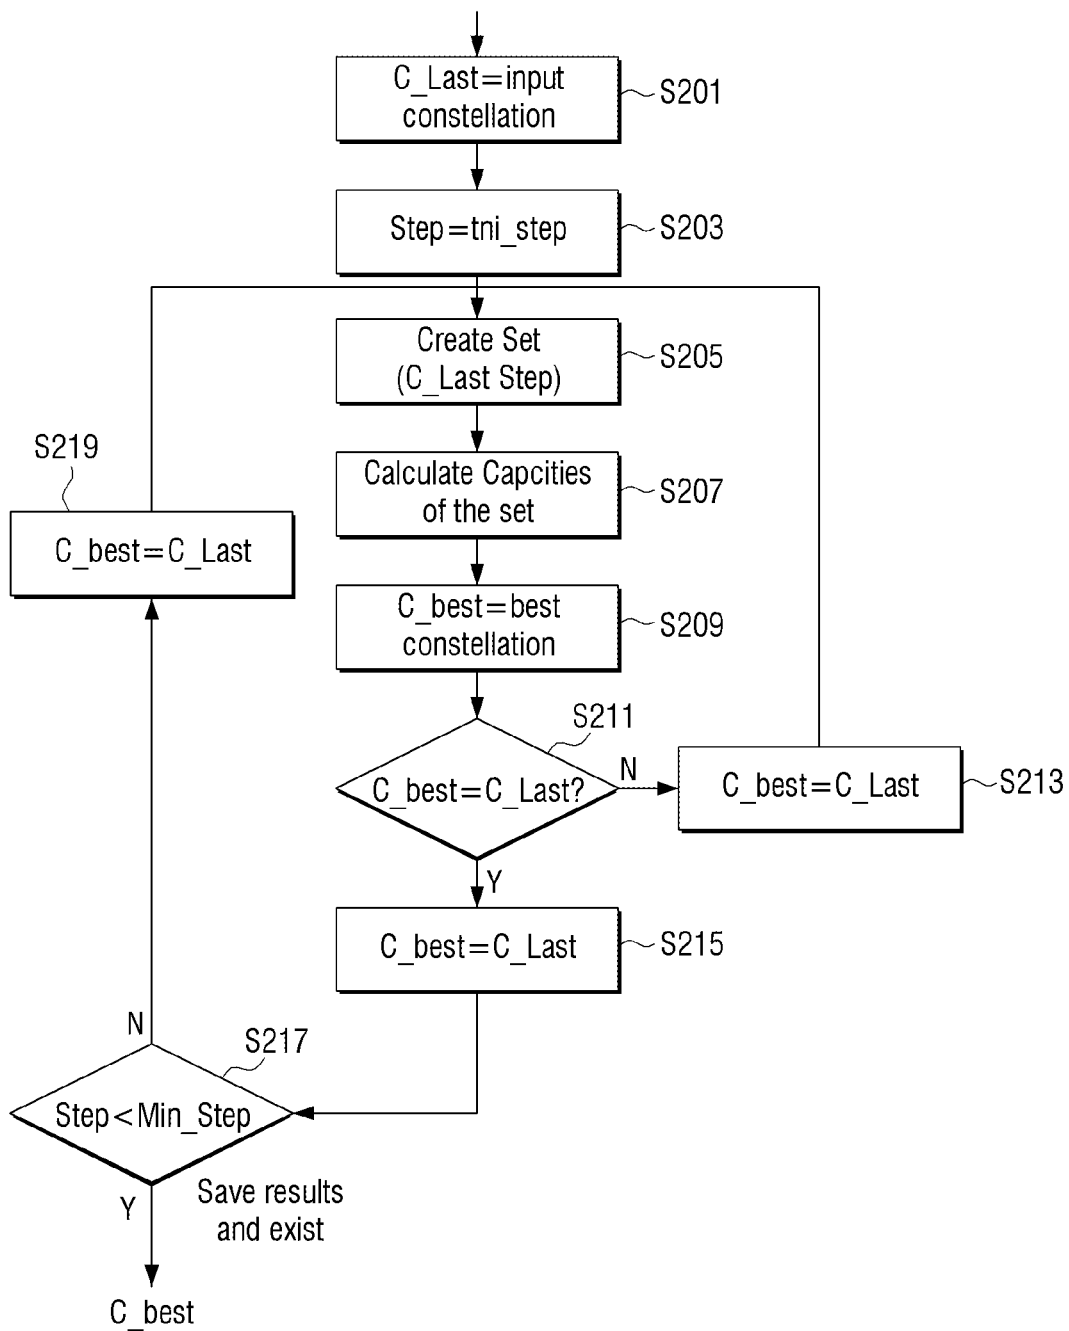 C_Last=input
constellation
S201
Step=tni_step
S203
Create Set
(C_Last Step)
S205
S219
Calculate Capcities
of the set
S207
C_best=C_Last
C_best=best
constellation
S209
S211
C_best=C_Last?
N
C_best=C_Last
S213
Y
C_best=C_Last
S215
N
S217
Step<Min_Step
Y
Save results
and exist
C_best